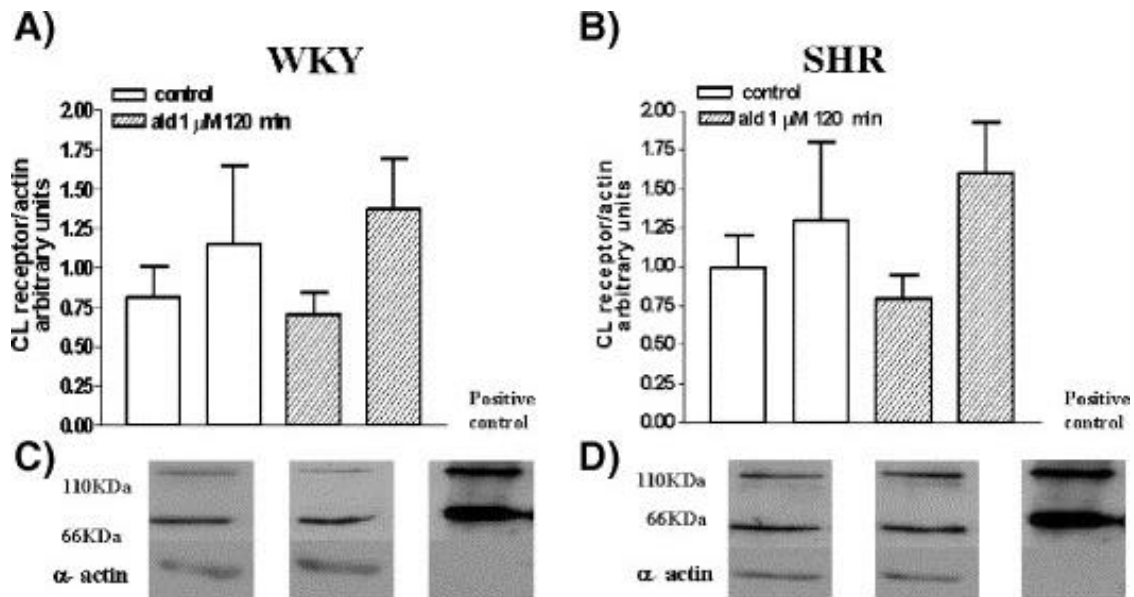 A)
WKY
control
ald 1 µM 120 min
CL receptor/actin
arbitrary units
2.00
1.75
1.50
1.25
1.00
0.75
0.50
0.25
0.00
Positive
control
B)
SHR
control
ald 1 µM 120 min
CL receptor/actin
arbitrary units
2.00
1.75
1.50
1.25
1.00
0.75
0.50
0.25
0.00
Positive
control
C)
110KDa
66KDa
α- actin
D)
110KDa
66KDa
α- actin